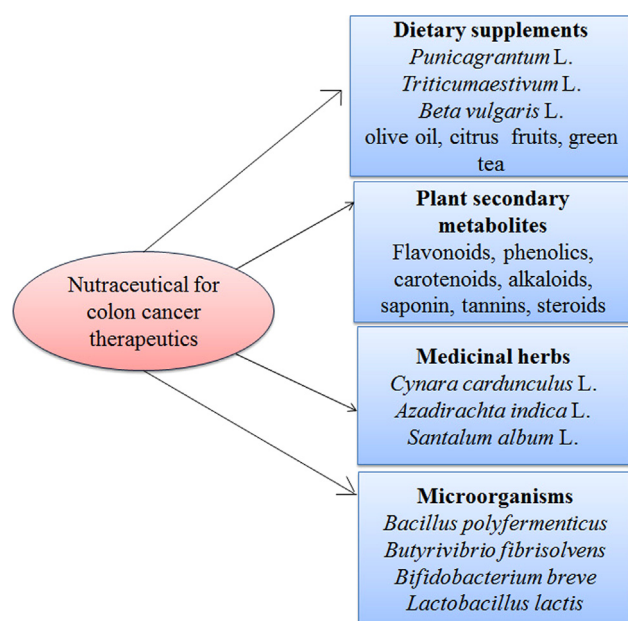 Nutraceutical for
colon cancer
therapeutics
Dietary supplements
Punicagrantum L.
Triticumaestivum L.
Beta vulgaris L.
olive oil, citrus fruits, green
tea
Plant secondary
metabolites
Flavonoids, phenolics,
carotenoids, alkaloids,
saponin, tannins, steroids
Medicinal herbs
Cynara cardunculus L.
Azadirachta indica L.
Santalum album L.
Microorganisms
Bacillus polyfermenticus
Butyrivibrio fibrisolvens
Bifidobacterium breve
Lactobacillus lactis